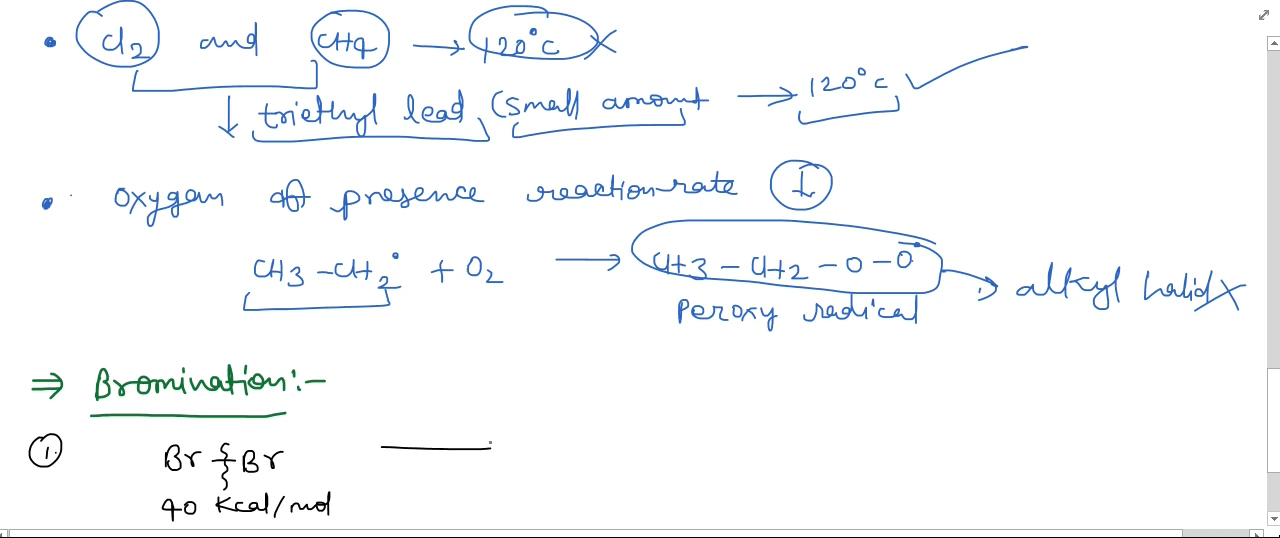 • Cl2 and CH4 → 120°C X
↓ triethyl lead, (small amount → 120°C ✓
• Oxygen of presence reaction rate ↓
CH3-CH2• + O2 → CH3-CH2-O-O•
Peroxy radical → alkyl halid X
⇒ Bromination:-
① Br-Br
40 Kcal/mol